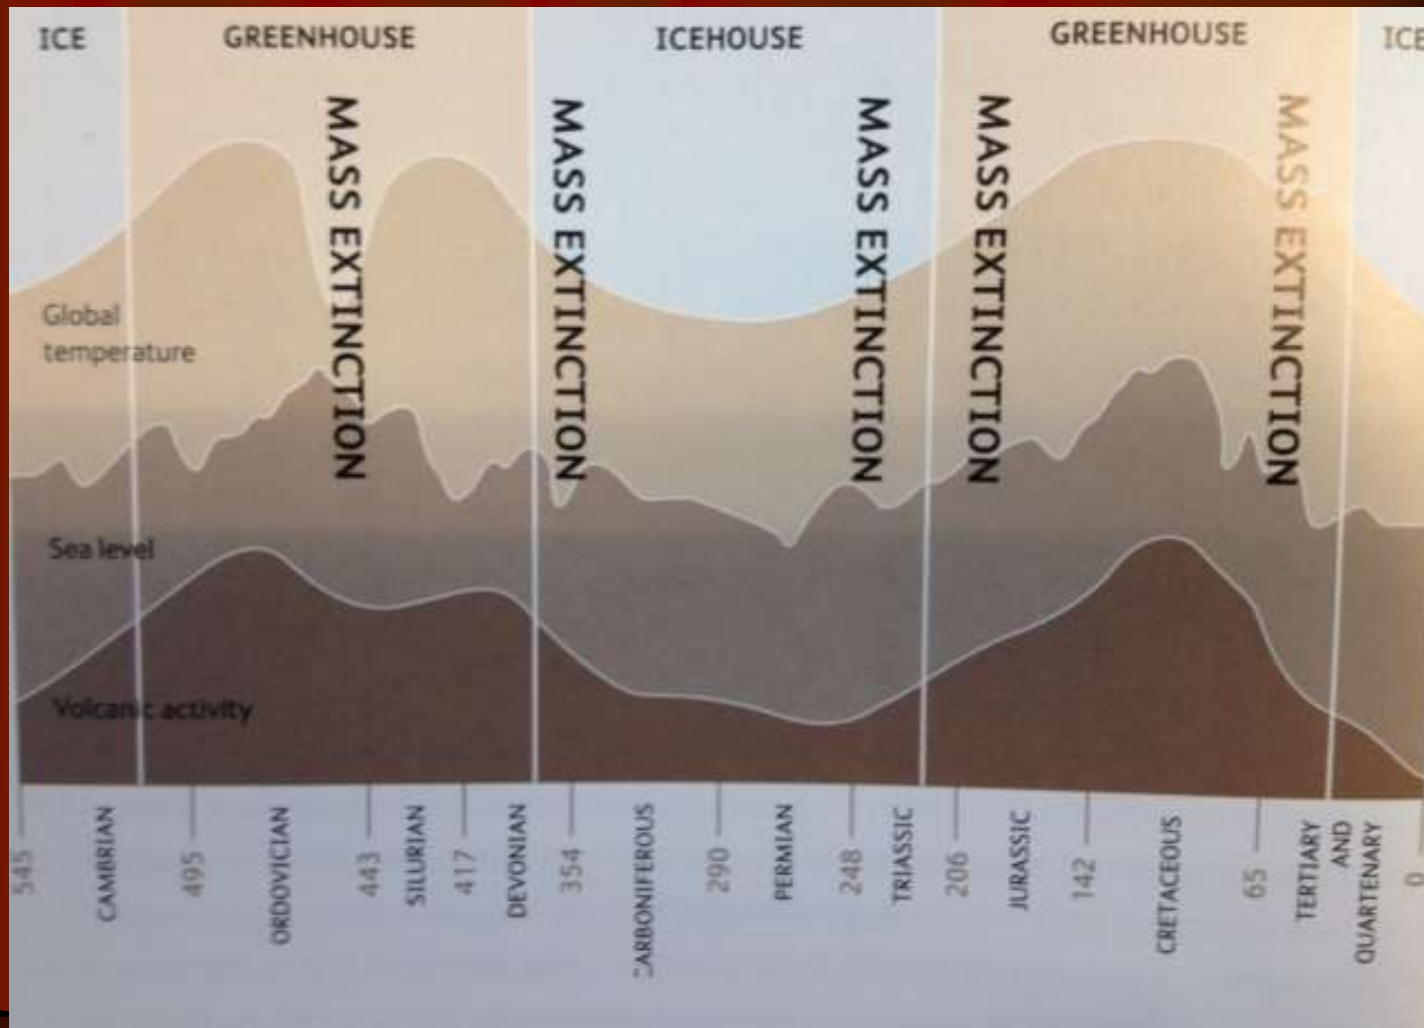 ICE
GREENHOUSE
ICEHOUSE
GREENHOUSE
ICE
MASS EXTINCTION
MASS EXTINCTION
MASS EXTINCTION
MASS EXTINCTION
MASS EXTINCTION
Global
temperature
Sea level
Volcanic activity
545
CAMBRIAN
495
ORDOVICIAN
443
SILURIAN
417
DEVONIAN
354
CARBONIFEROUS
290
PERMIAN
248
TRIASSIC
206
JURASSIC
142
CRETACEOUS
65
TERTIARY
AND
QUARTENARY
0